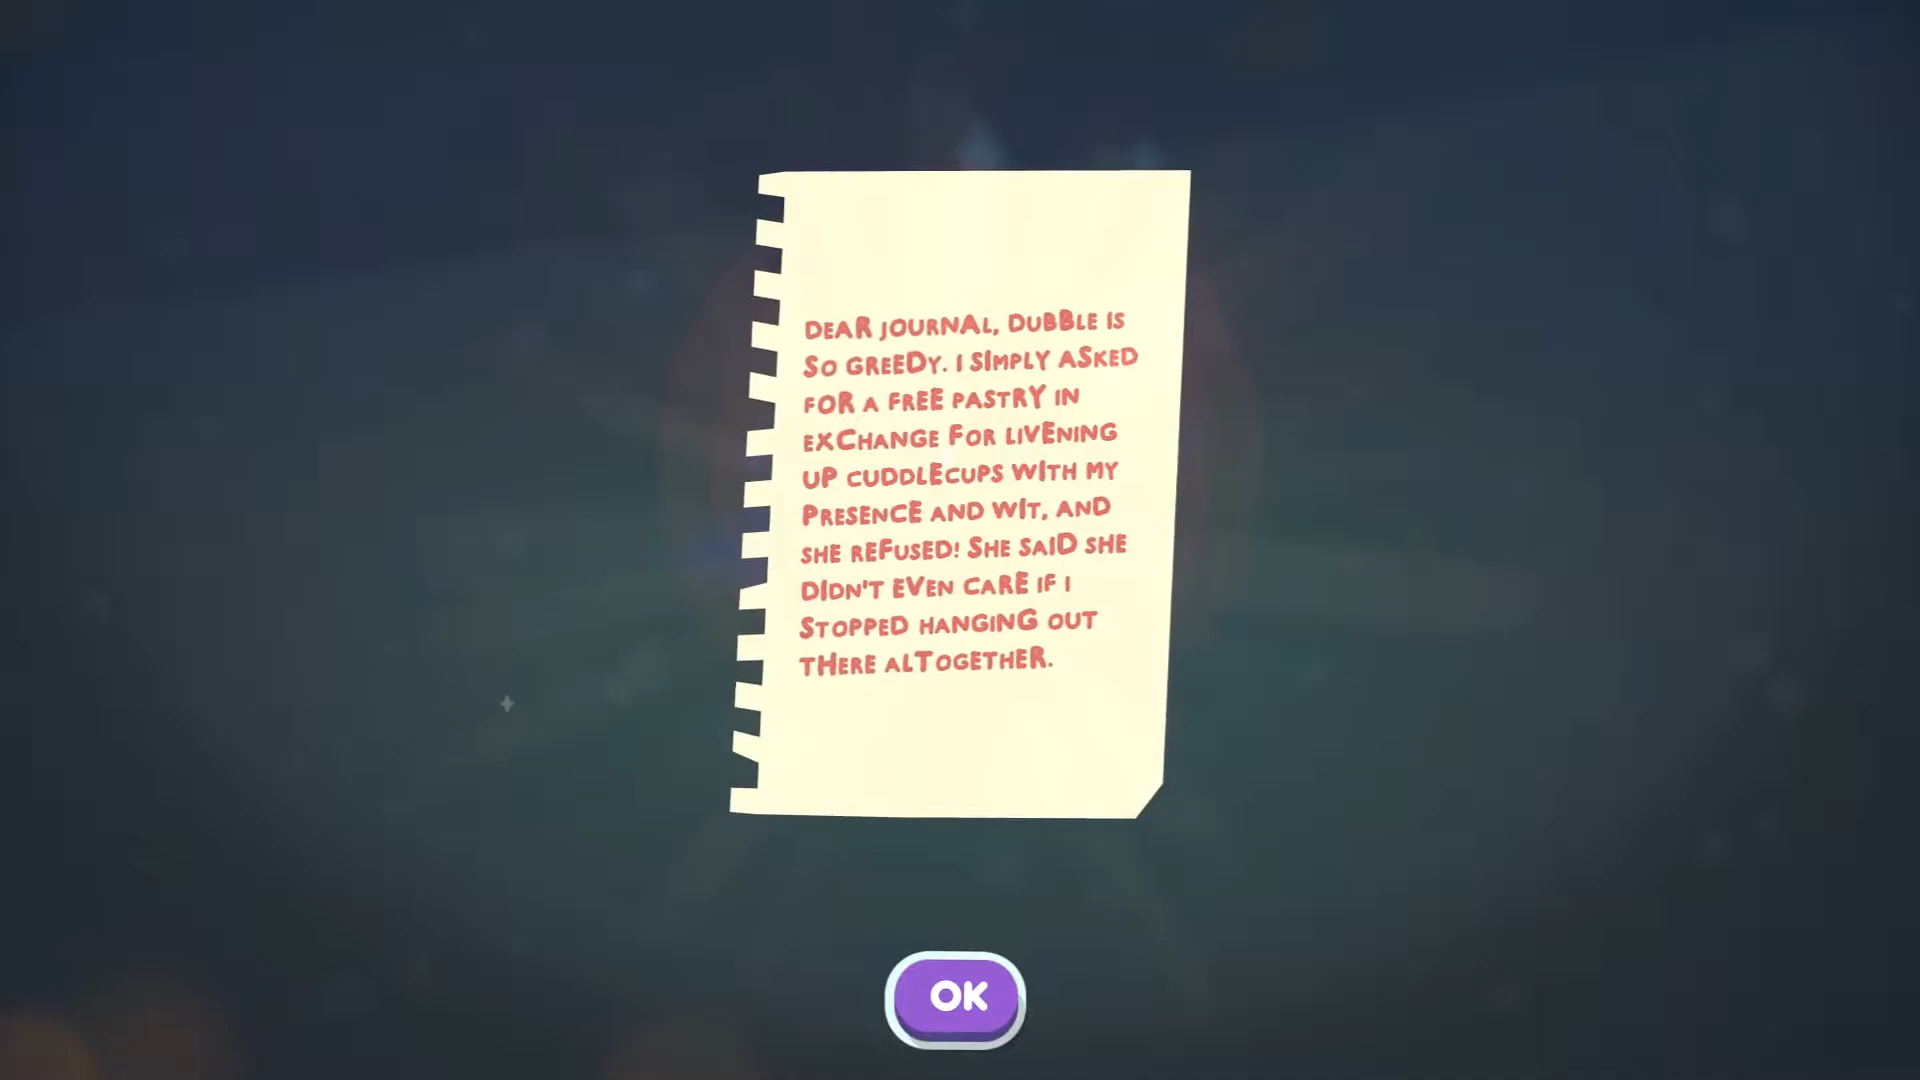 DEAR JOURNAL, DUBBLE IS
SO GREEDY. I SIMPLY ASKED
FOR A FREE PASTRY IN
EXCHANGE FOR LIVENING
UP CUDDLECUPS WITH MY
PRESENCE AND WIT, AND
SHE REFUSED! SHE SAID SHE
DIDN'T EVEN CARE IF I
STOPPED HANGING OUT
THERE ALTOGETHER.
OK